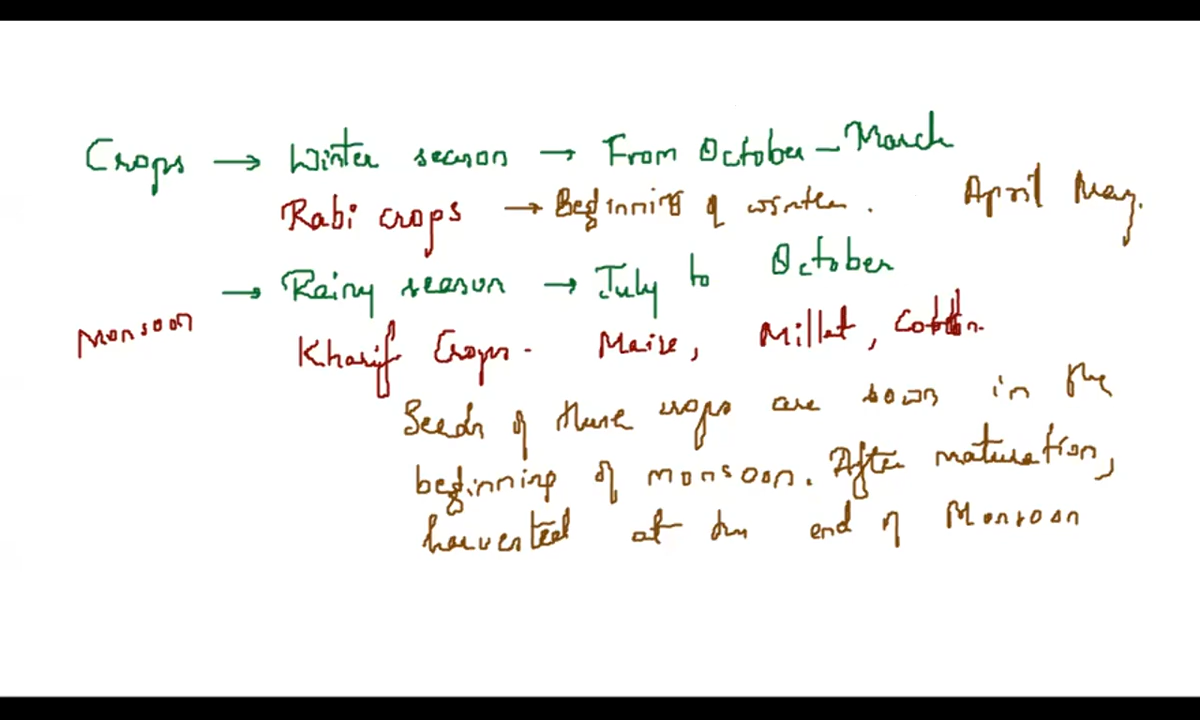 Crops → Winter season → From October - March
Rabi crops → Beginning of winter. April May.
→ Rainy season → July to October
Monsoon
Kharif Crops. Maize, Millet, Cotton.
Seeds of these crops are sown in the
beginning of monsoon. After maturation,
harvested at the end of Monsoon